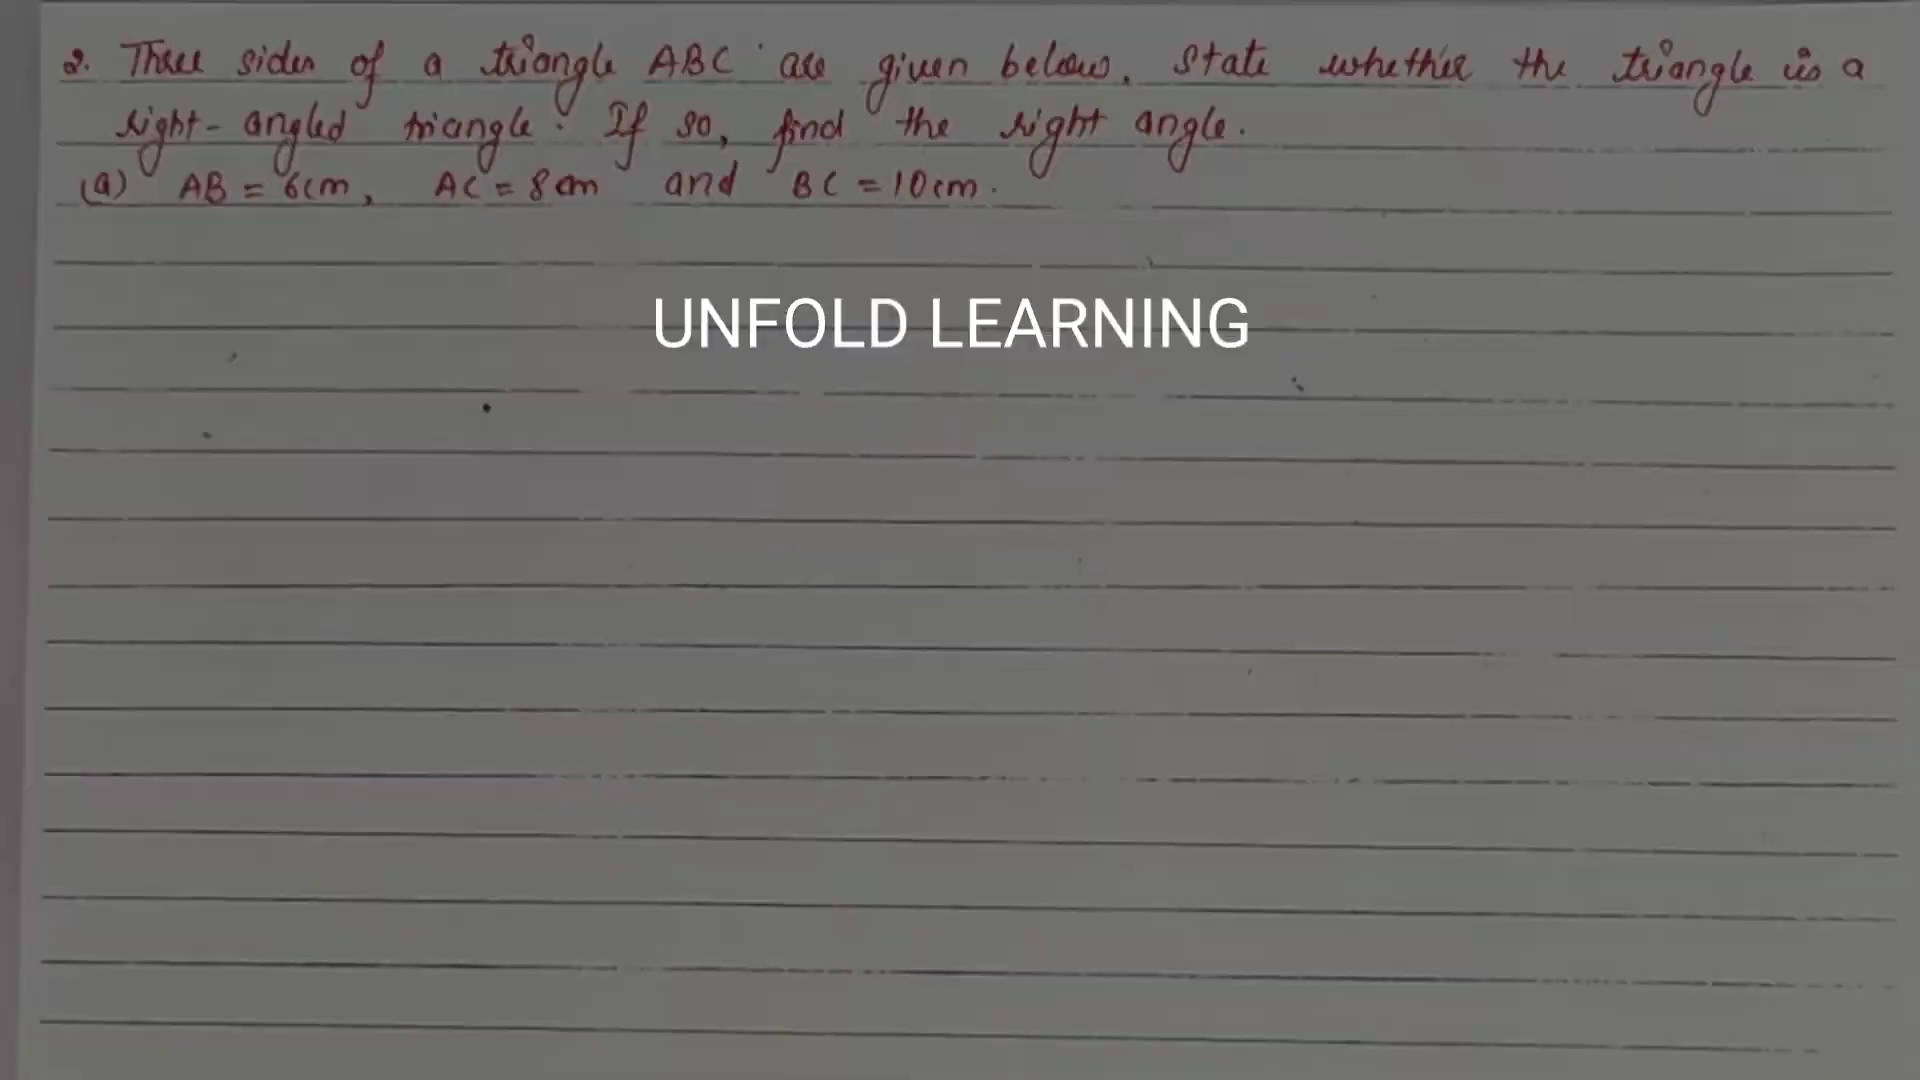 2. Three sides of a triangle ABC are given below. State whether the triangle is a
right-angled triangle. If so, find the right angle.
(a) AB = 6cm, AC = 8cm and BC = 10cm.
UNFOLD LEARNING